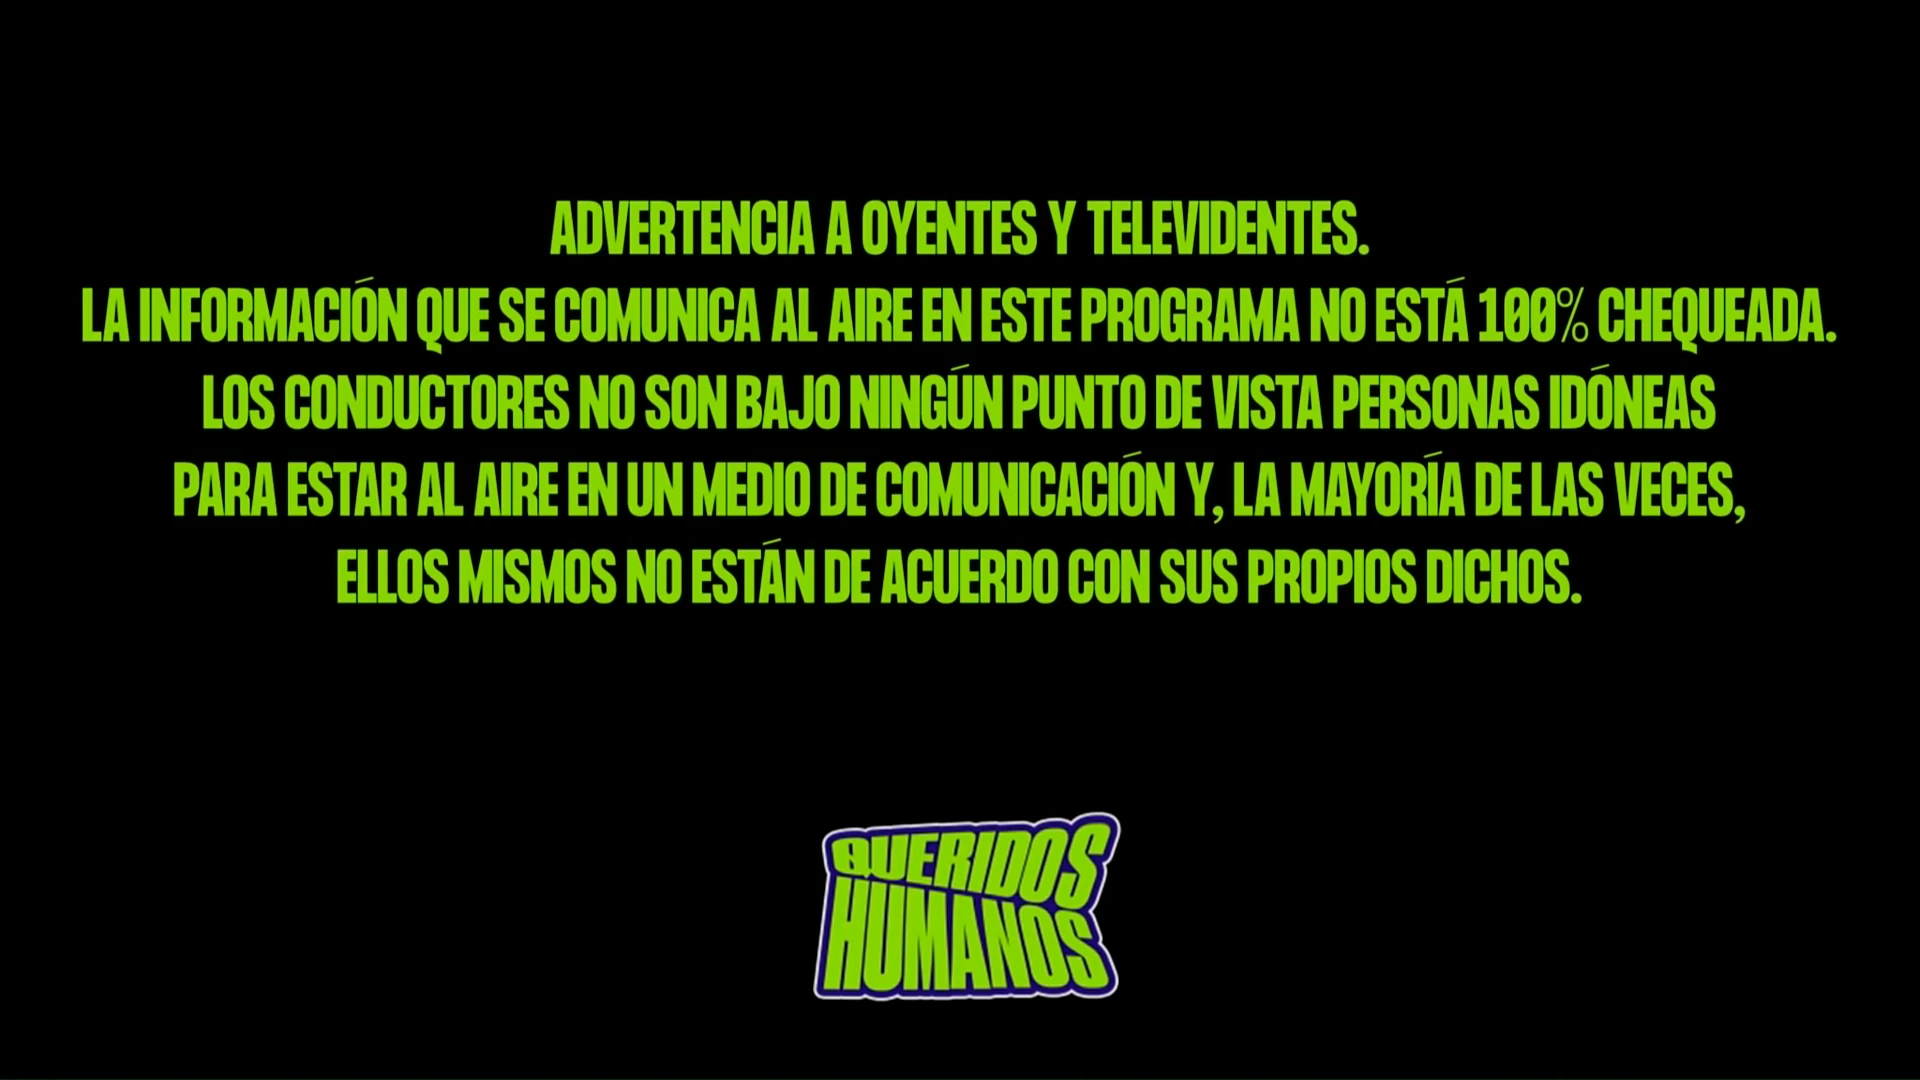 ADVERTENCIA A OYENTES Y TELEVIDENTES.
LA INFORMACIÓN QUE SE COMUNICA AL AIRE EN ESTE PROGRAMA NO ESTÁ 100% CHEQUEADA.
LOS CONDUCTORES NO SON BAJO NINGÚN PUNTO DE VISTA PERSONAS IDÓNEAS
PARA ESTAR AL AIRE EN UN MEDIO DE COMUNICACIÓN Y, LA MAYORÍA DE LAS VECES,
ELLOS MISMOS NO ESTÁN DE ACUERDO CON SUS PROPIOS DICHOS.
QUERIDOS
HUMANOS